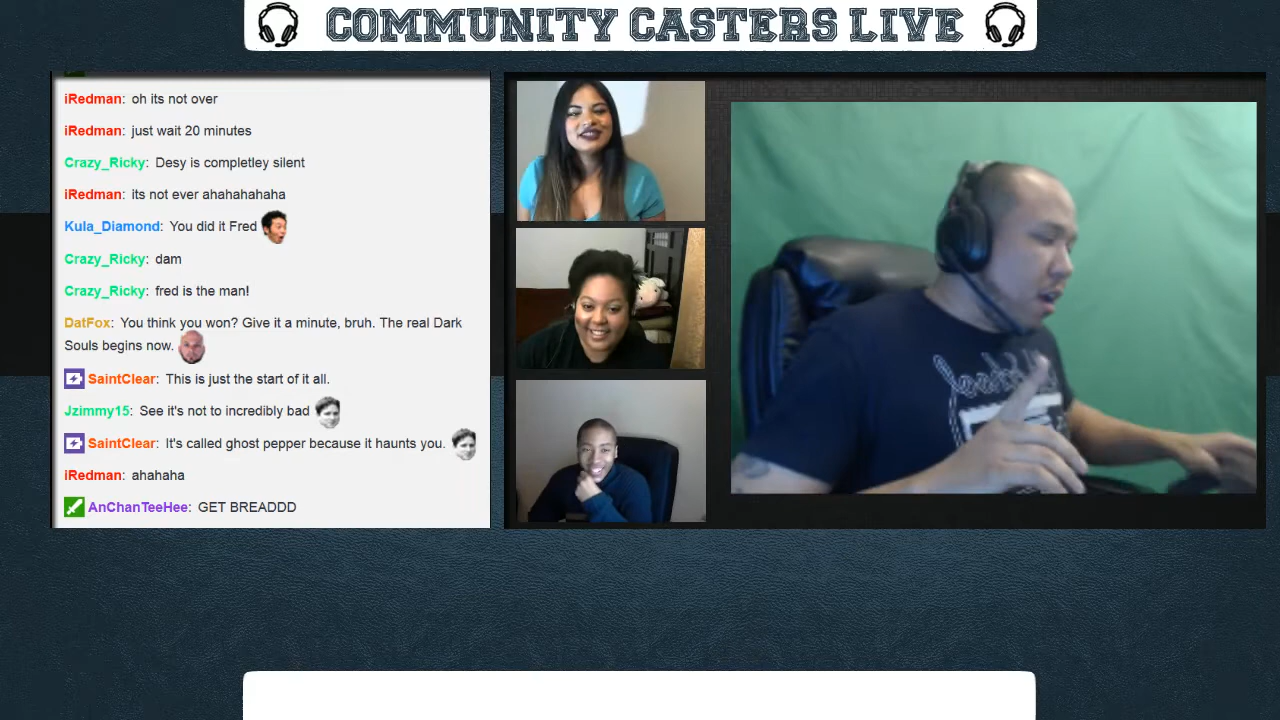 COMMUNITY CASTERS LIVE
iRedman: oh its not over
iRedman: just wait 20 minutes
Crazy_Ricky: Desy is completley silent
iRedman: its not ever ahahahahaha
Kula_Diamond: You did it Fred
Crazy_Ricky: dam
Crazy_Ricky: fred is the man!
DatFox: You think you won? Give it a minute, bruh. The real Dark
Souls begins now.
SaintClear: This is just the start of it all.
Jzimmy15: See it's not to incredibly bad
SaintClear: It's called ghost pepper because it haunts you.
iRedman: ahahaha
AnChanTeeHee: GET BREADDD